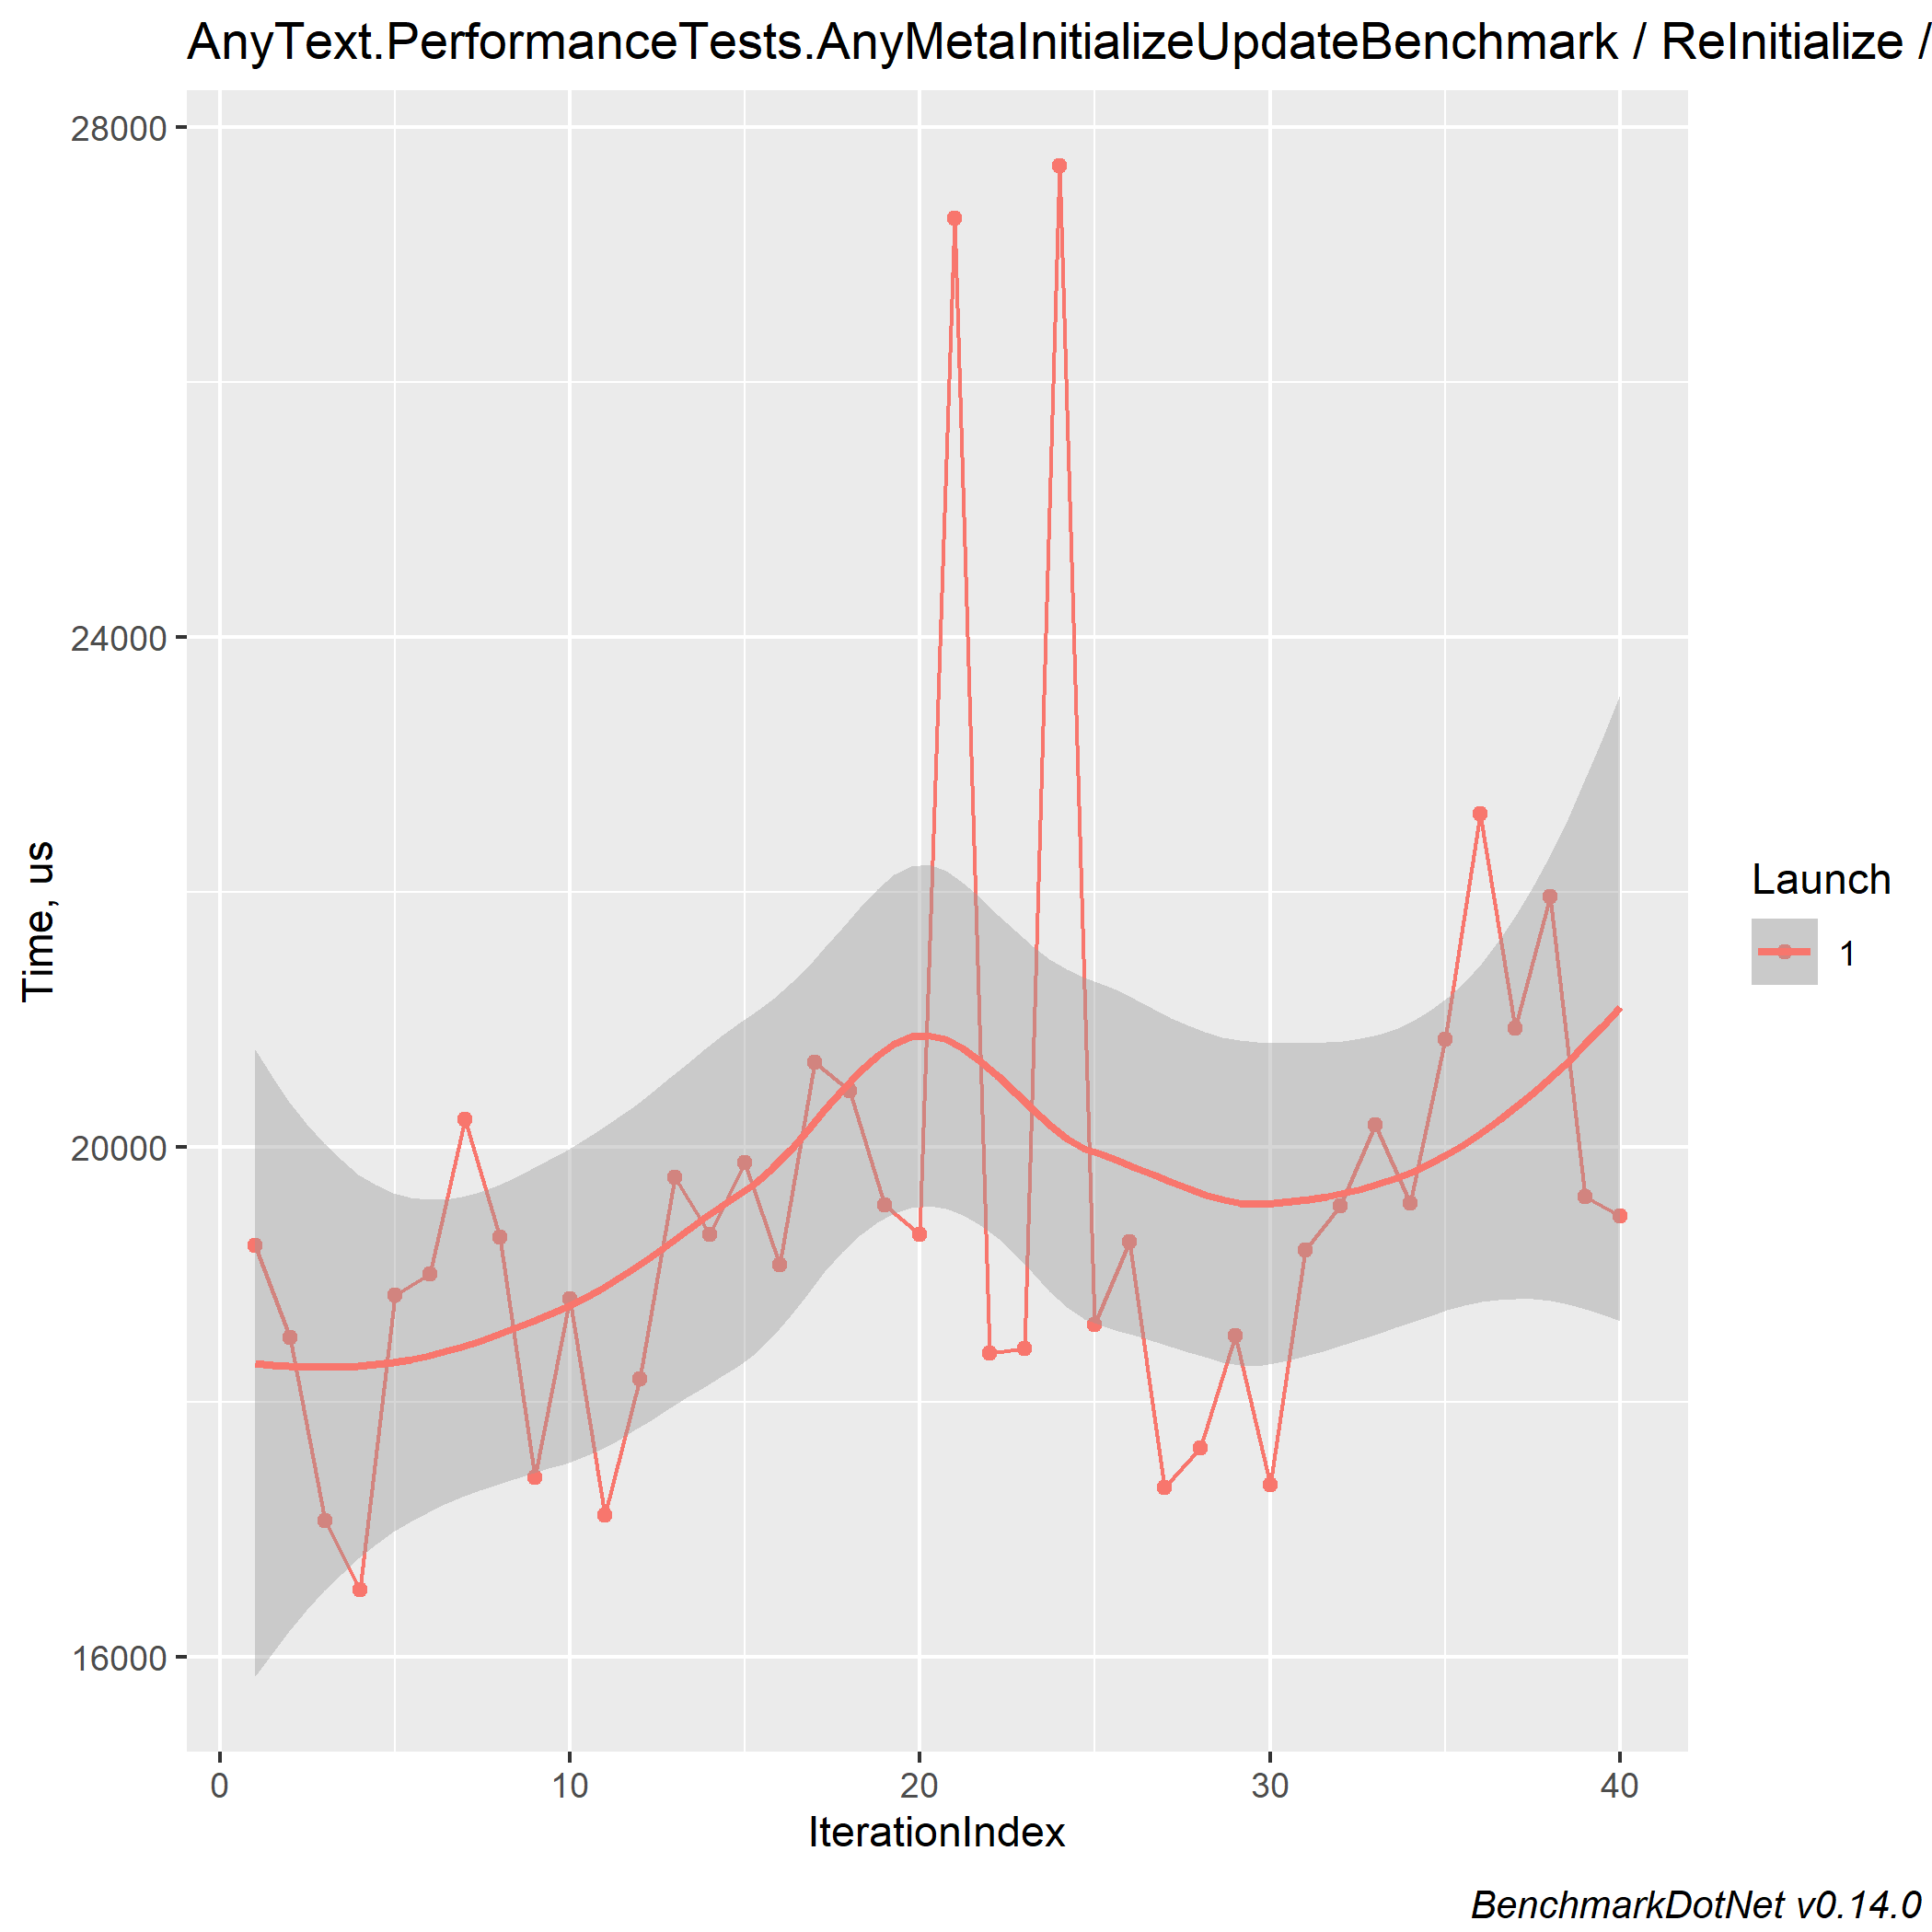 AnyText.PerformanceTests.AnyMetaInitializeUpdateBenchmark / ReInitialize /
28000
24000
20000
16000
Time, us
0 10 20 30 40
IterationIndex
Launch
1
BenchmarkDotNet v0.14.0